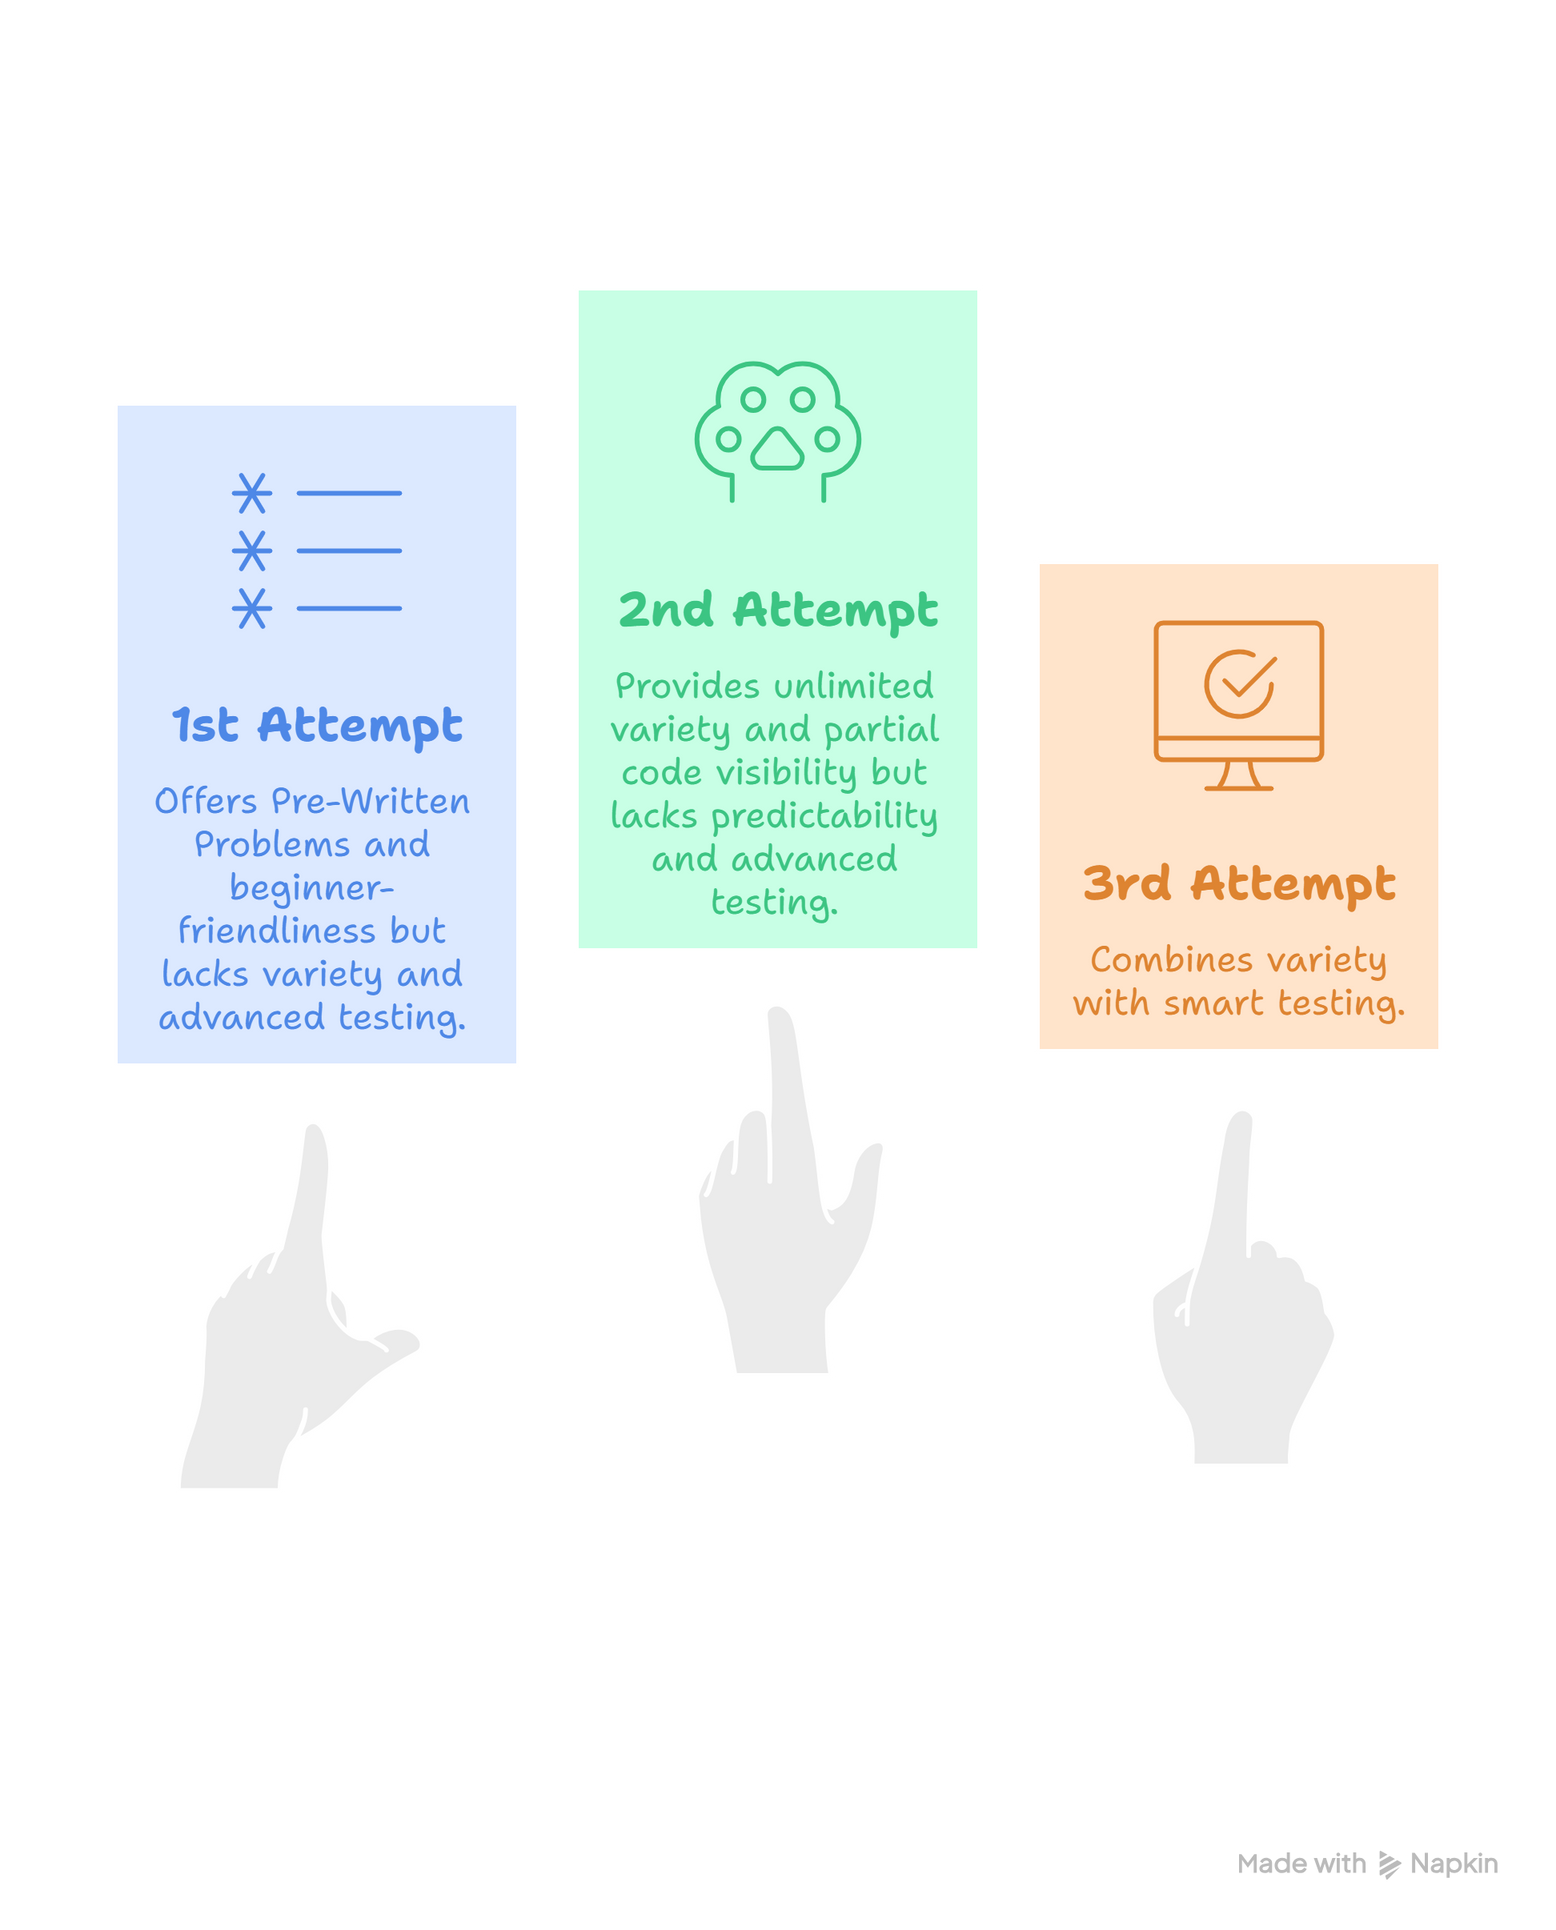 1st Attempt
Offers Pre-Written
Problems and
beginner-
friendliness but
lacks variety and
advanced testing.
2nd Attempt
Provides unlimited
variety and partial
code visibility but
lacks predictability
and advanced
testing.
3rd Attempt
Combines variety
with smart testing.
Made with Napkin